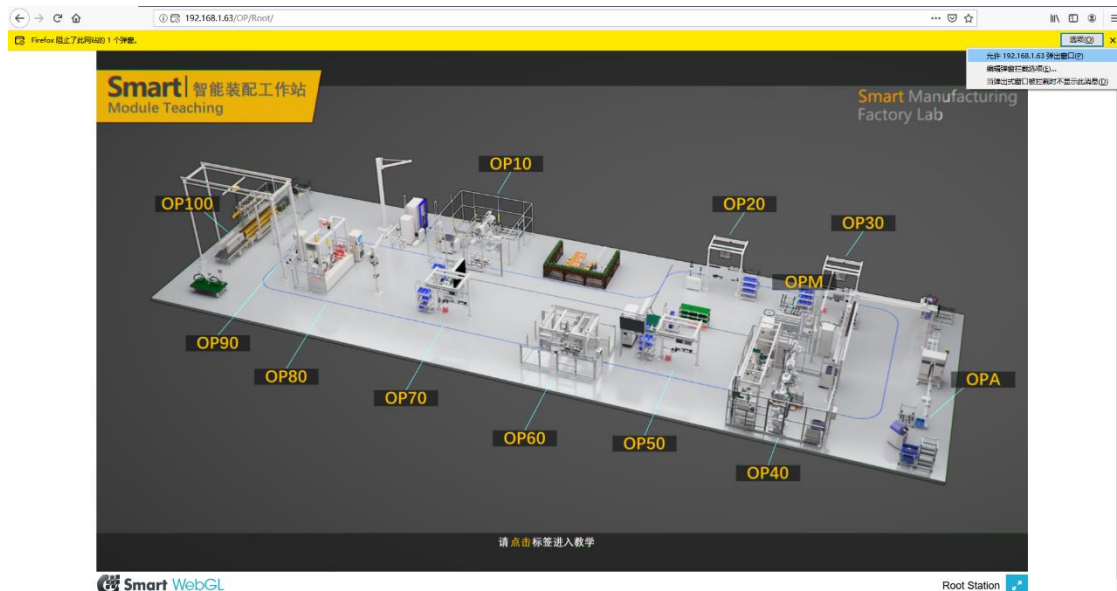 192.168.1.63/OP/Root/
Firefox 阻止了此网站的 1 个弹窗。
选项(O)
允许 192.168.1.63 弹出窗口(P)
编辑弹窗拦截选项(E)...
当弹出式窗口被拦截时不显示此消息(D)
Smart 智能装配工作站
Module Teaching
Smart Manufacturing
Factory Lab
OP10
OP100
OP20
OP30
OPM
OP90
OP80
OPA
OP70
OP60
OP50
OP40
请点击标签进入教学
Smart WebGL
Root Station